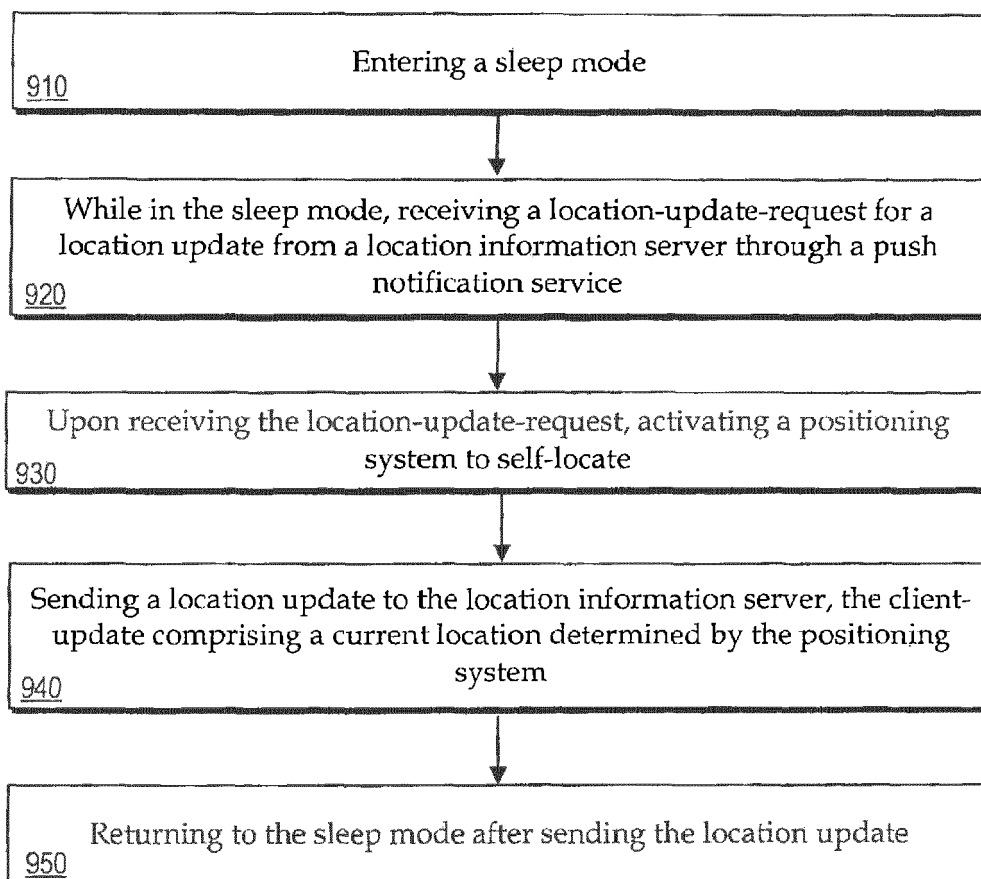 Entering a sleep mode
910
While in the sleep mode, receiving a location-update-request for a
location update from a location information server through a push
notification service
920
Upon receiving the location-update-request, activating a positioning
system to self-locate
930
Sending a location update to the location information server, the client-
update comprising a current location determined by the positioning
system
940
Returning to the sleep mode after sending the location update
950